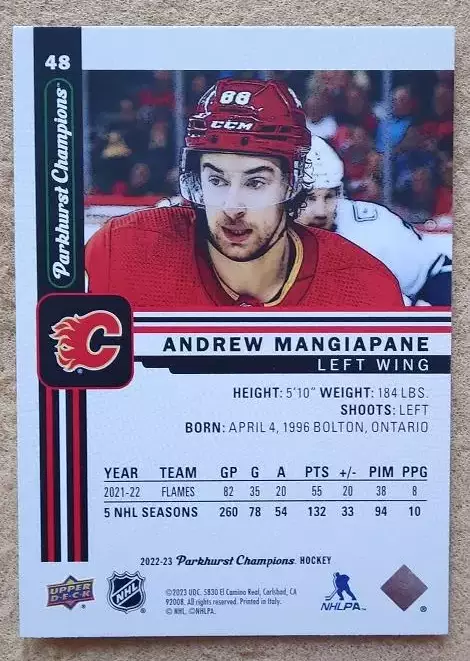 48
Parkhurst Champions
88
CCM
ANDREW MANGIAPANE
LEFT WING
HEIGHT: 5'10" WEIGHT: 184 LBS.
SHOOTS: LEFT
BORN: APRIL 4, 1996 BOLTON, ONTARIO
YEAR TEAM GP G A PTS +/- PIM PPG
2021-22 FLAMES 82 35 20 55 20 38 8
5 NHL SEASONS 260 78 54 132 33 94 10
2022-23 Parkhurst Champions HOCKEY
UPPER DECK
NHL
©2023 UDC. 5830 El Camino Real, Carlsbad, CA
92008. All rights reserved. Printed in Italy.
© NHL. ©NHLPA.
NHLPA
®